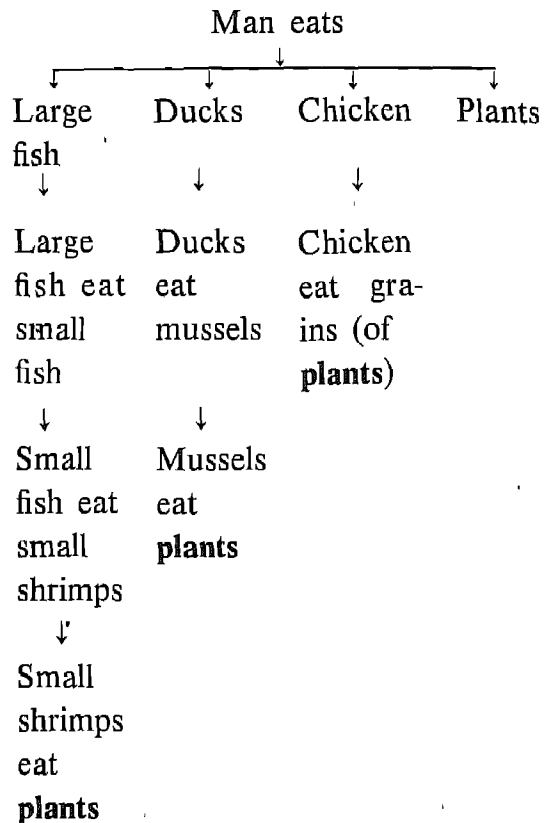 Man eats
Large fish
Ducks
Chicken
Plants
Large
fish eat
small
fish
Ducks
eat
mussels
Chicken
eat gra-
ins (of
plants)
Small
fish eat
small
shrimps
Mussels
eat
plants
Small
shrimps
eat
plants